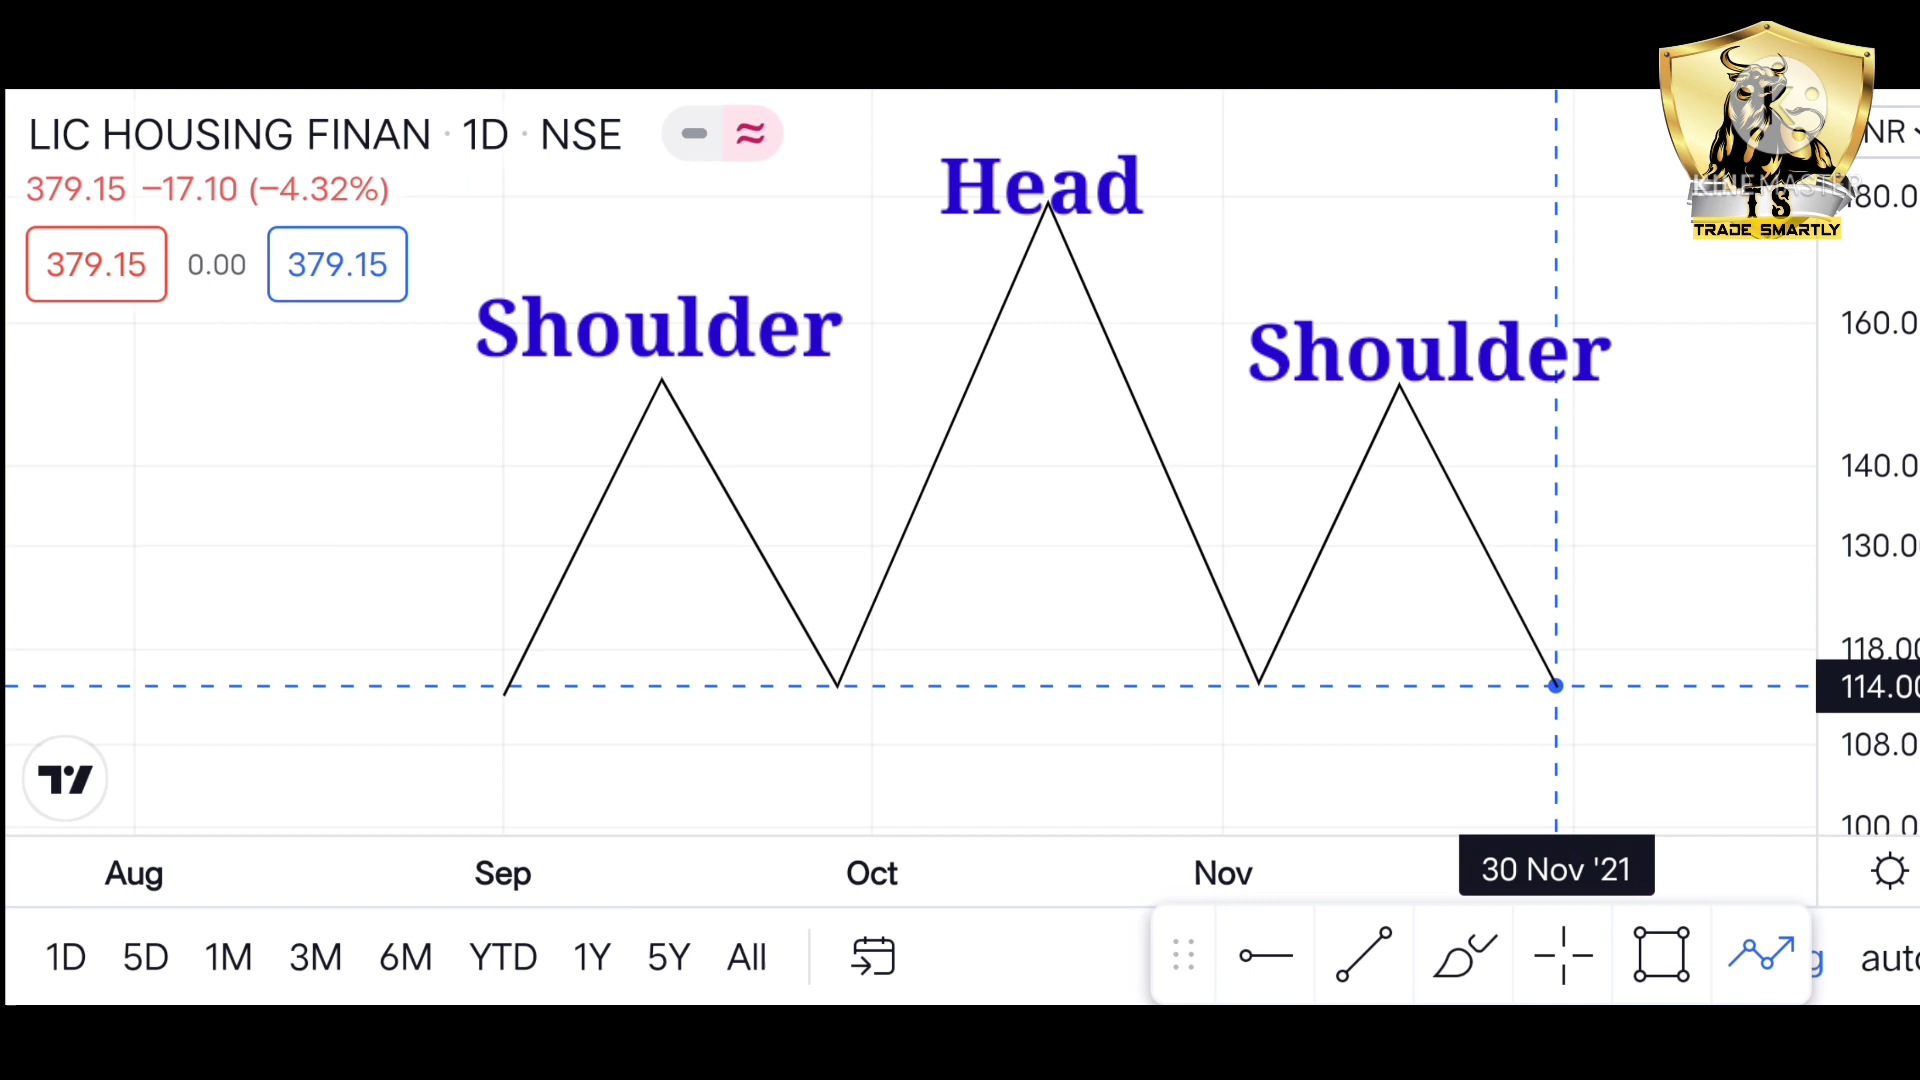 LIC HOUSING FINAN · 1D · NSE
379.15 −17.10 (−4.32%)
379.15 0.00 379.15
Head
Shoulder
Shoulder
KINEMASTER
TS
TRADE SMARTLY
NR
180.0
160.0
140.0
130.0
118.00
114.00
108.0
100.0
Aug Sep Oct Nov 30 Nov '21
1D 5D 1M 3M 6M YTD 1Y 5Y All
g auto